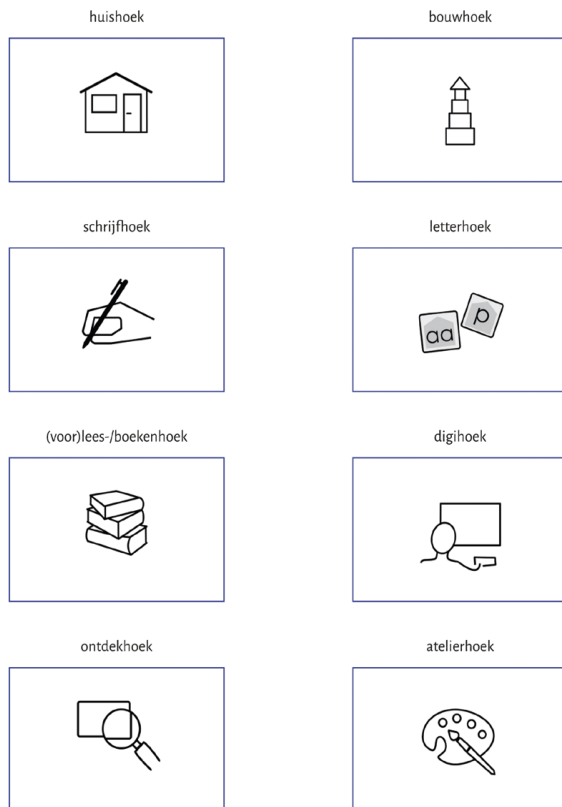 huishoek
bouwhoek
schrijfhoek
letterhoek
aa
p
(voor)lees-/boekenhoek
digihoek
ontdekhoek
atelierhoek